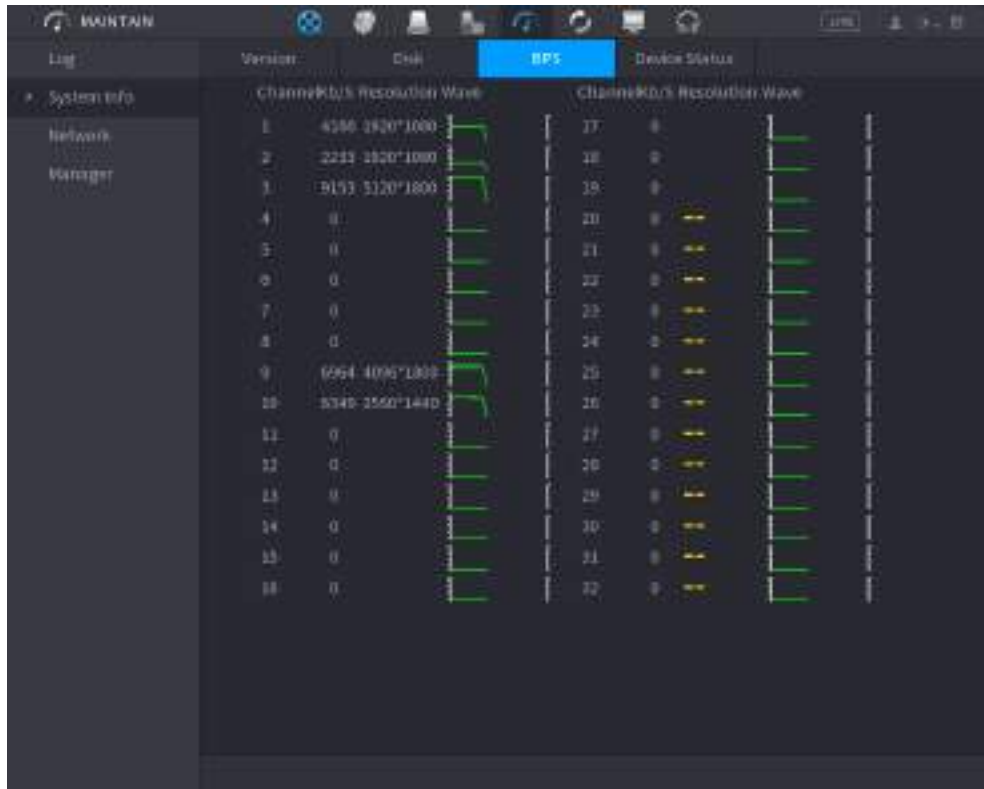 MAINTAIN
LIVE
Log
System Info
Network
Manager
Version Disk BPS Device Status
Channel Kb/S Resolution Wave Channel Kb/S Resolution Wave
1 1920*1080 17 0
2 2233 1920*1080 18 0
3 9153 5120*1800 19 0
4 0 20 0 --
5 0 21 0 --
6 0 22 0 --
7 0 23 0 --
8 0 24 0 --
9 6964 4096*1800 25 0 --
10 2560*1440 26 0 --
11 0 27 0 --
12 0 28 0 --
13 0 29 0 --
14 0 30 0 --
15 0 31 0 --
16 0 32 0 --